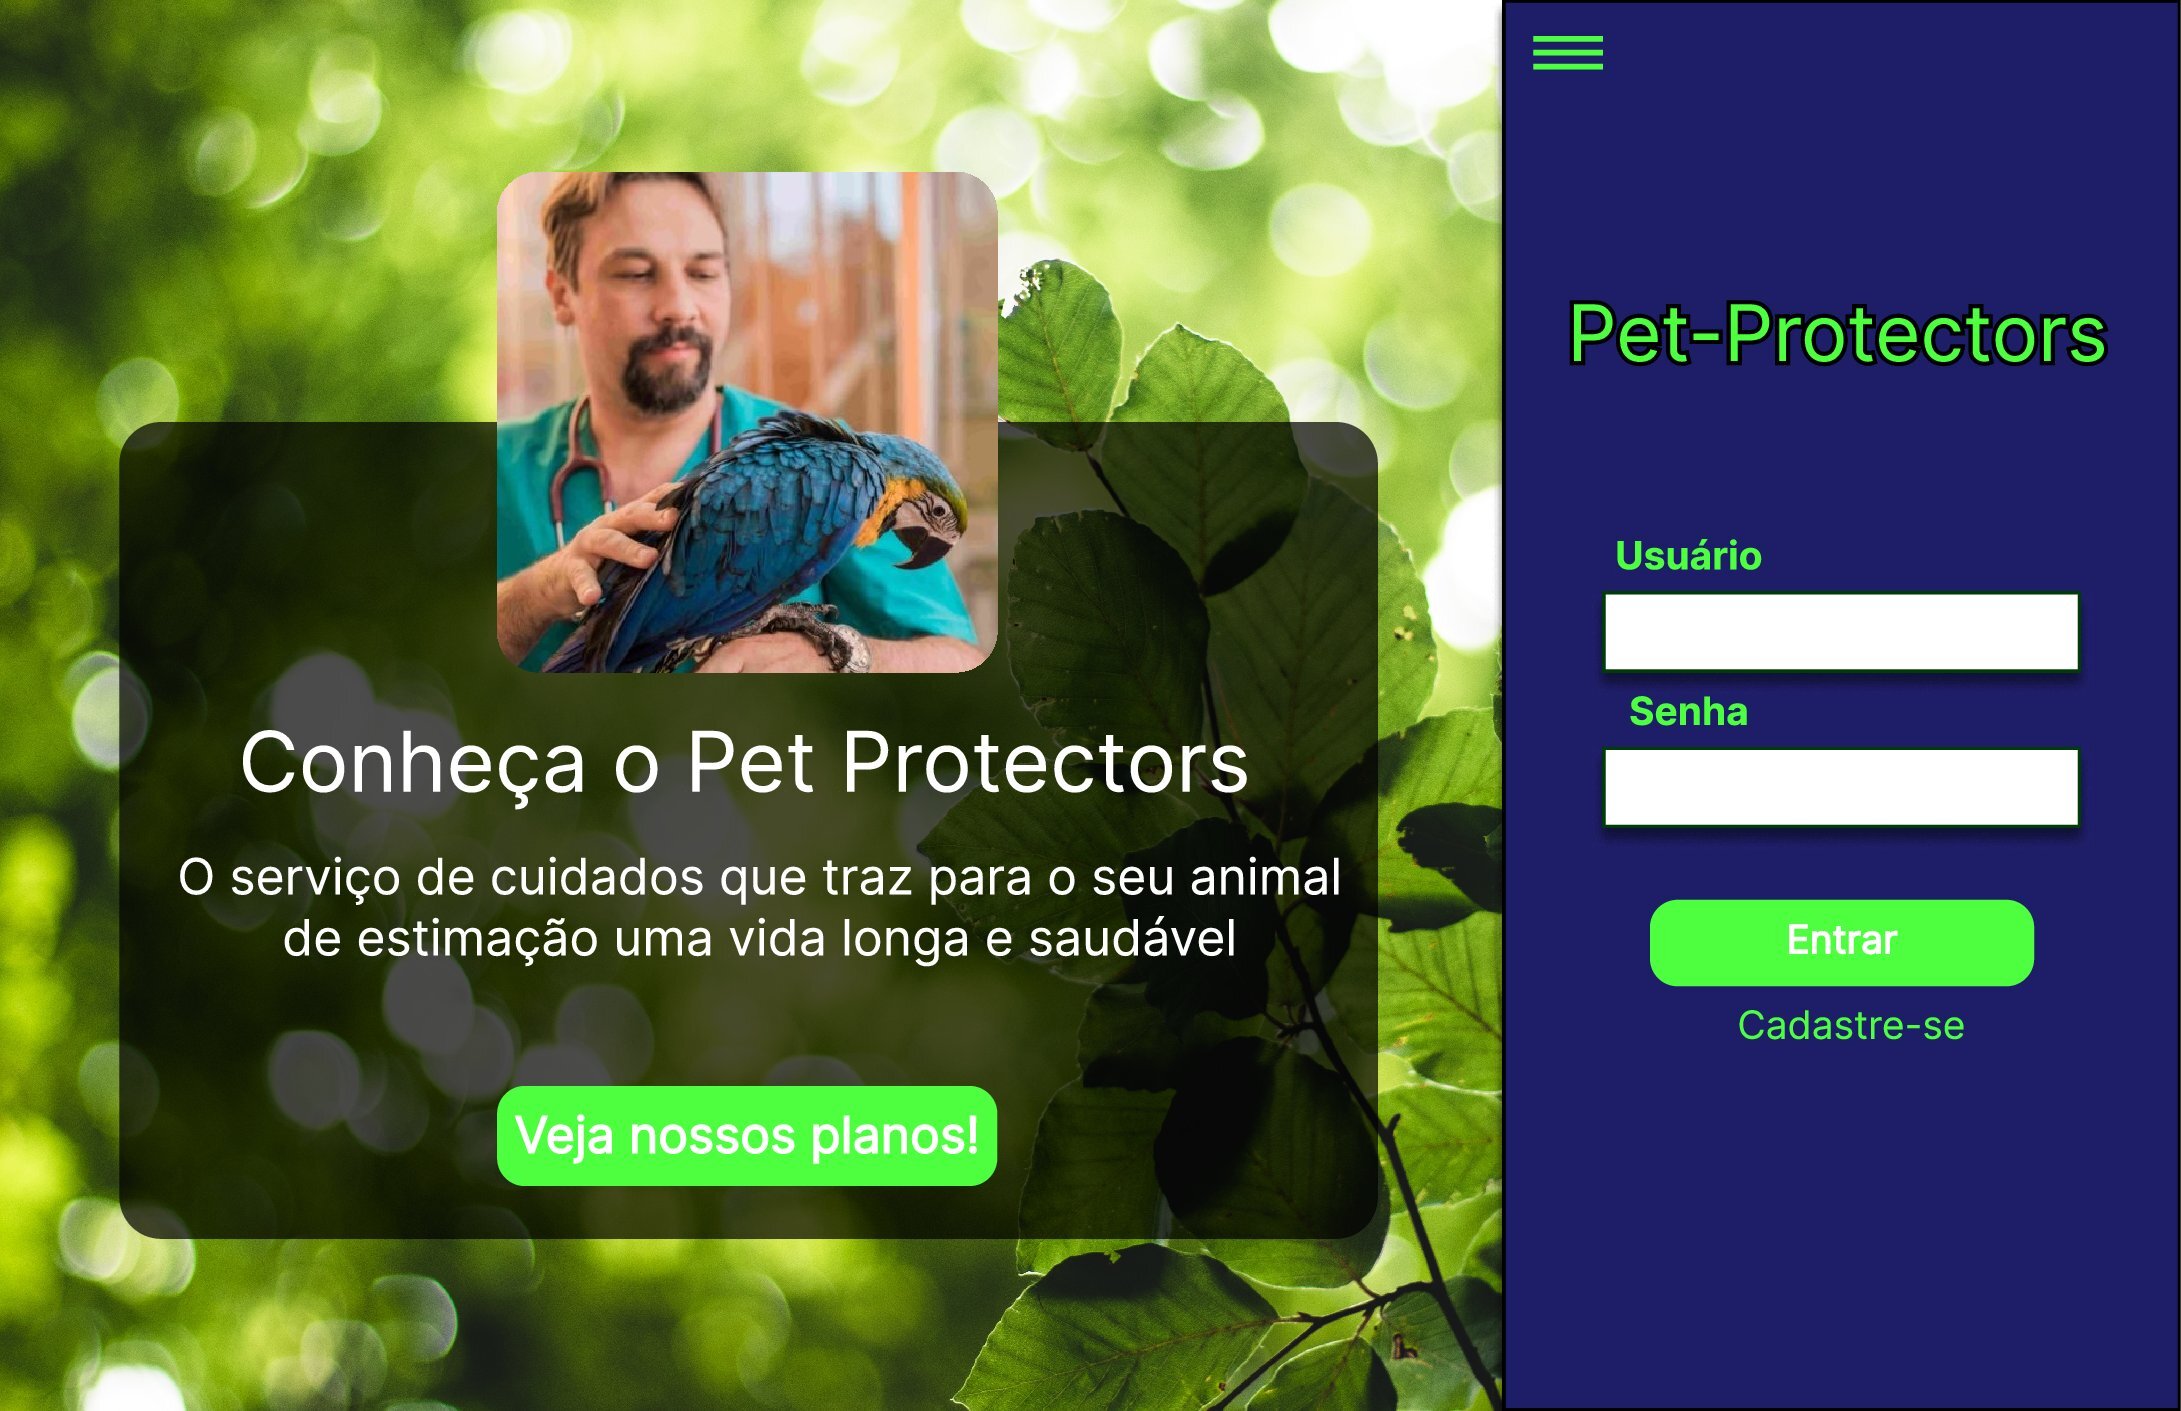 Conheça o Pet Protectors
O serviço de cuidados que traz para o seu animal
de estimação uma vida longa e saudável
Veja nossos planos!
Pet-Protectors
Usuário
Senha
Entrar
Cadastre-se